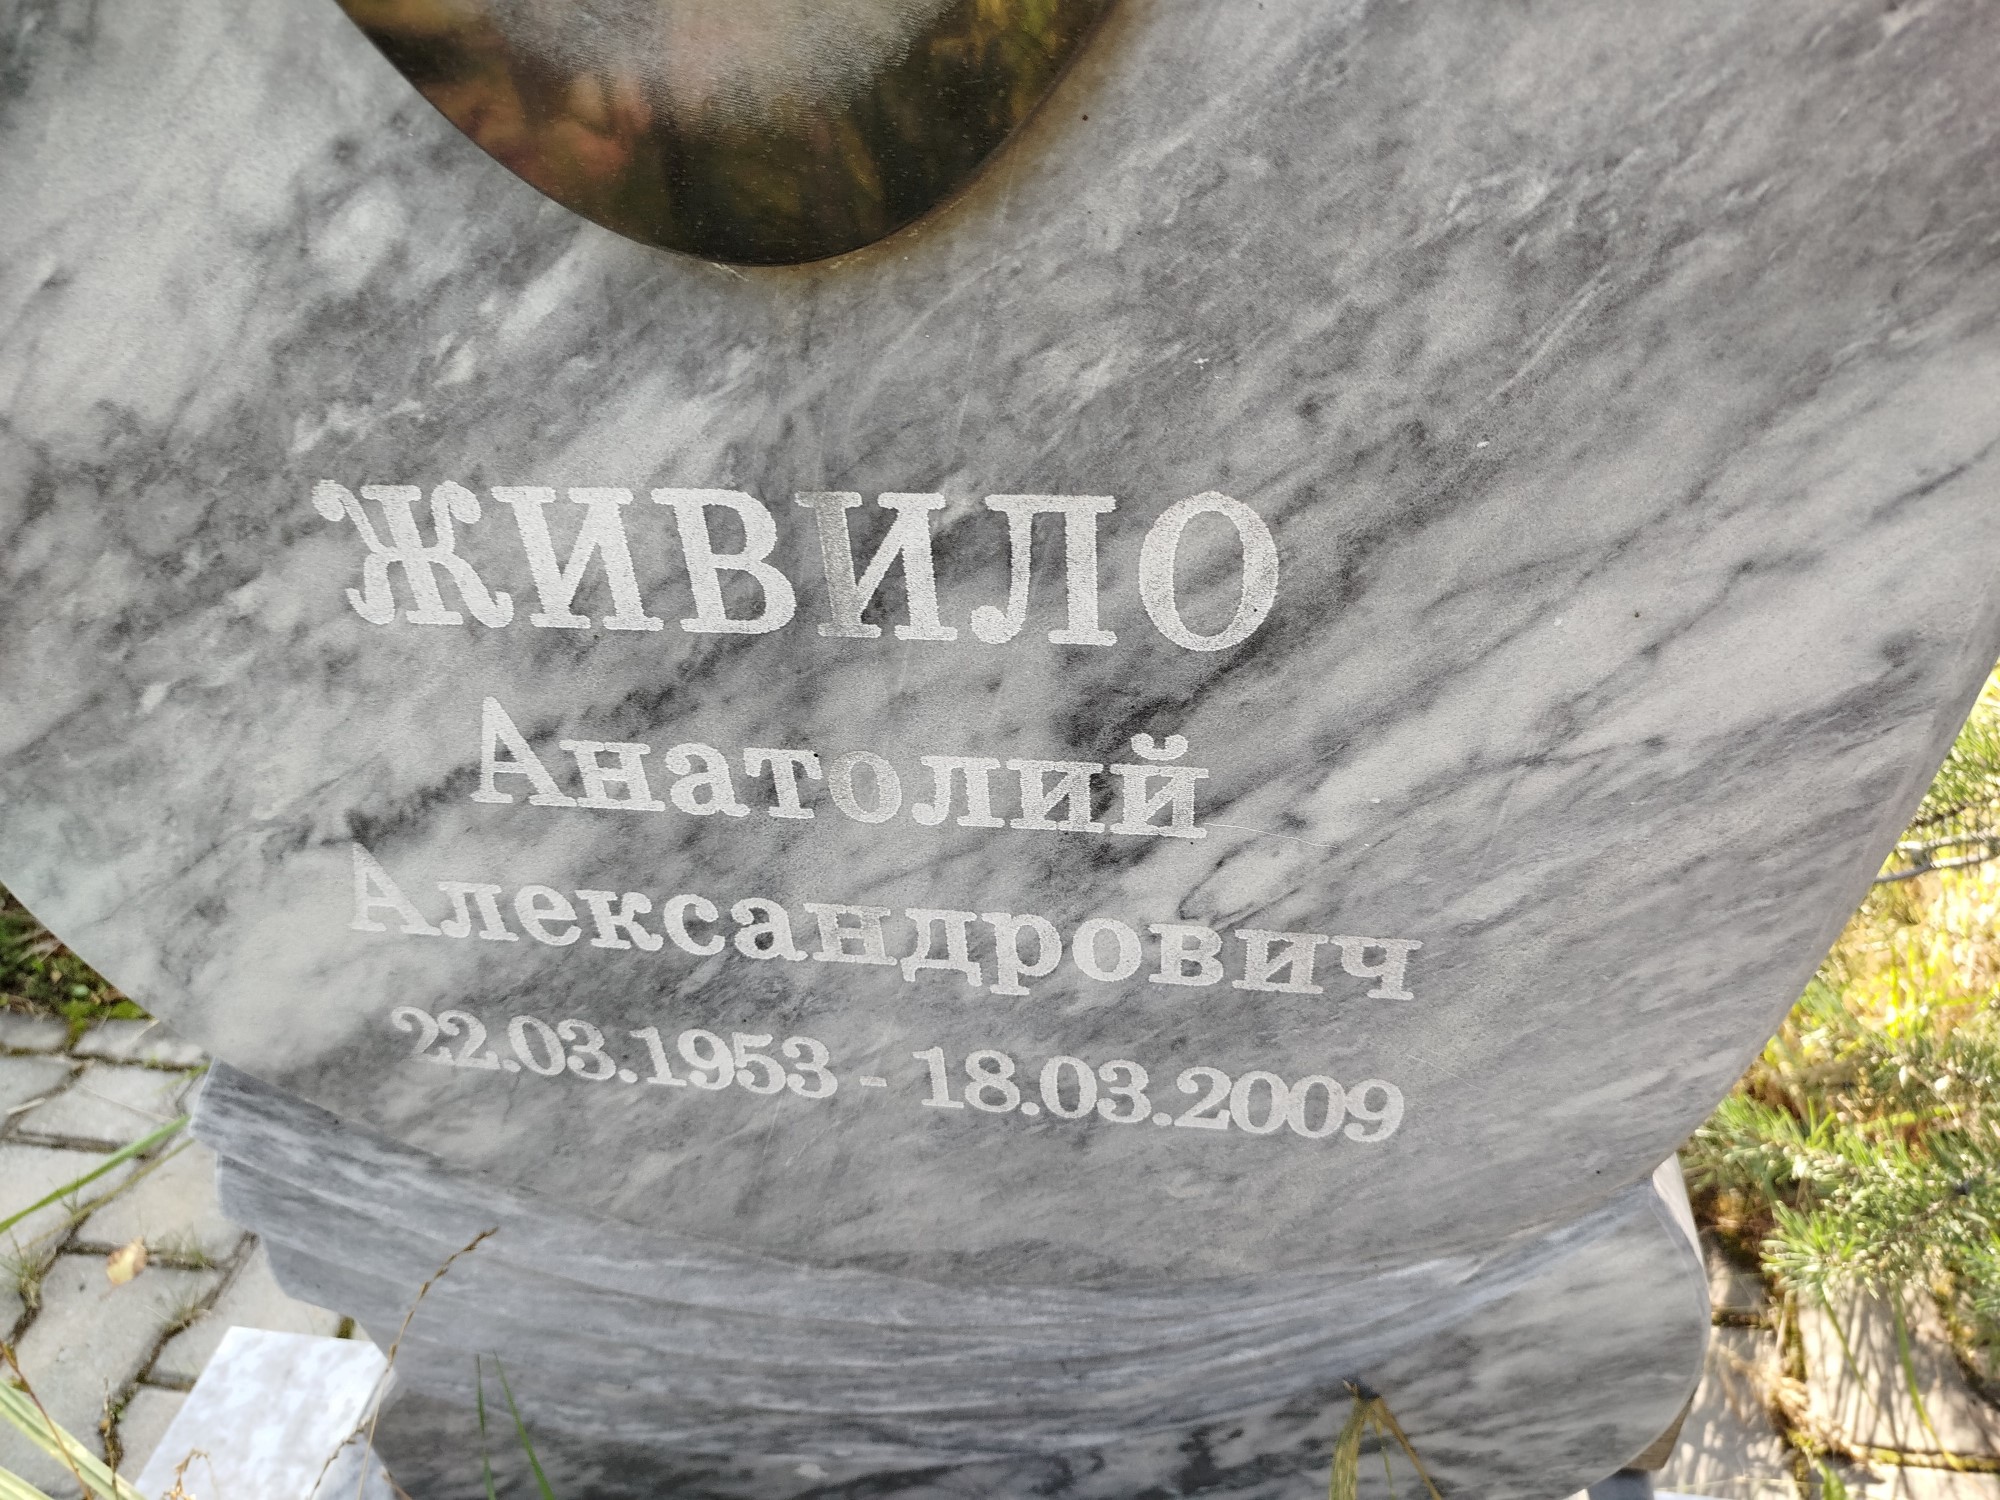 ЖИВИЛО
Анатолий
Александрович
22.03.1953 - 18.03.2009